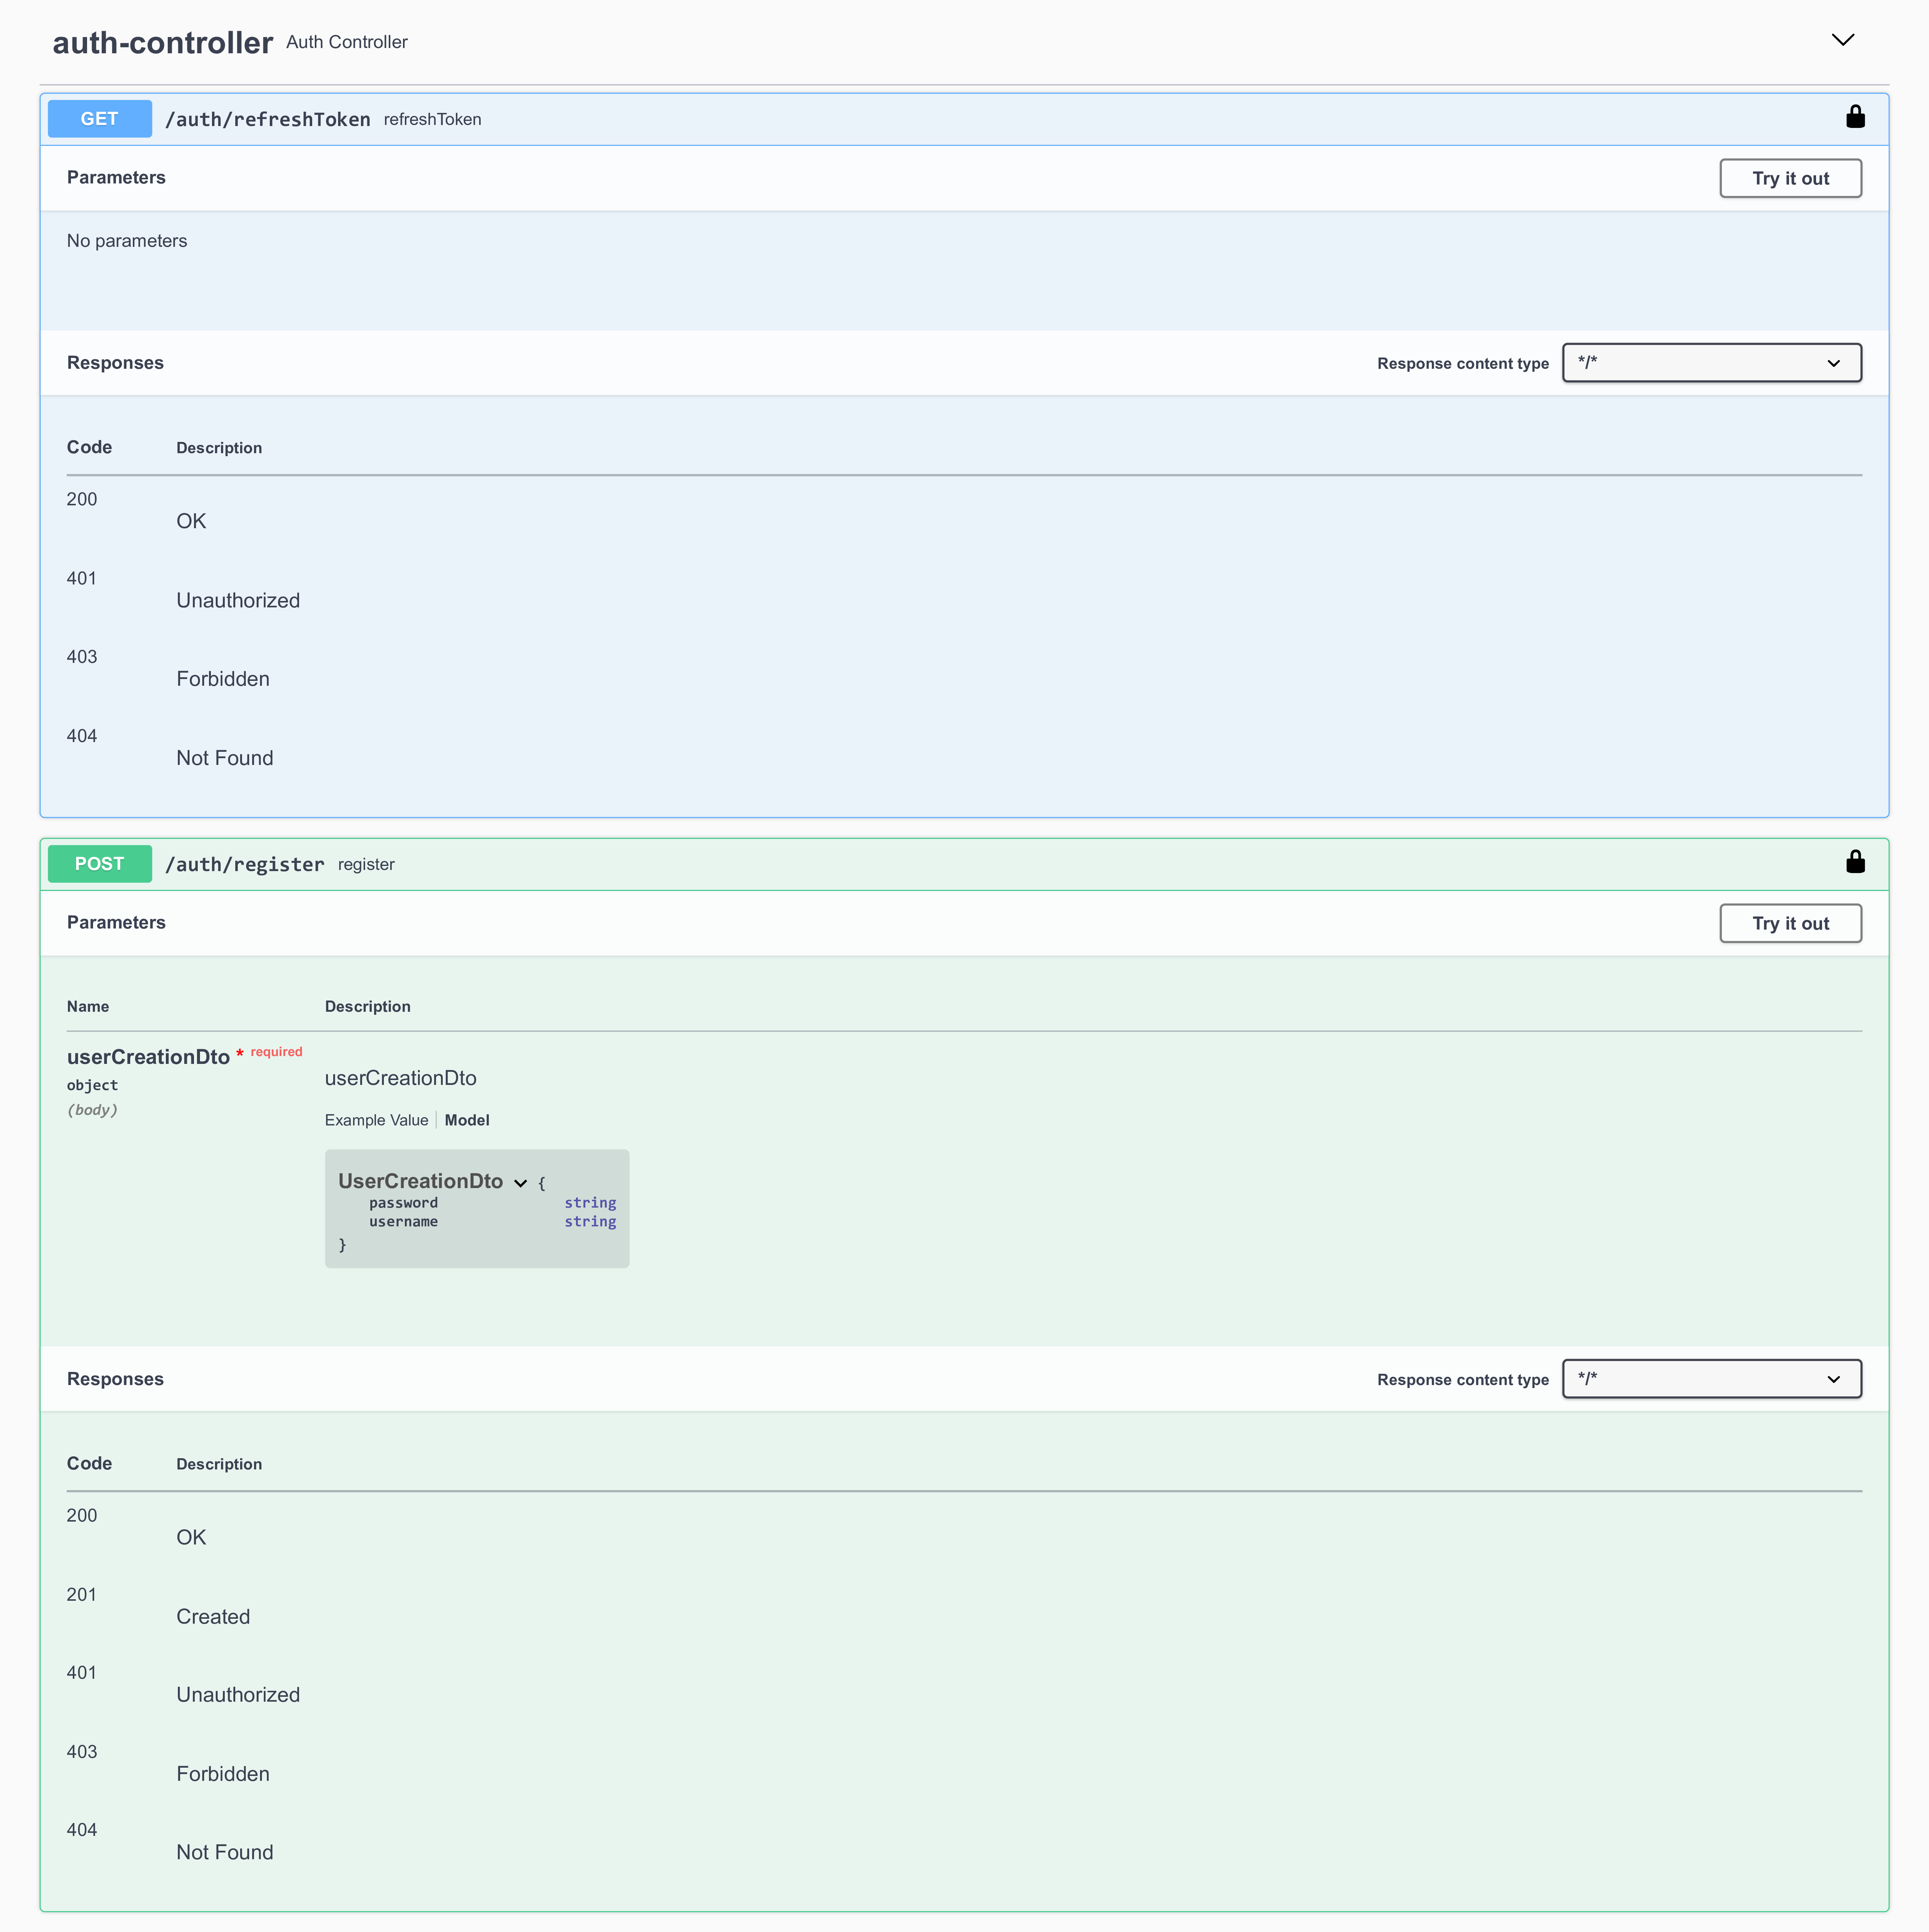 auth-controller Auth Controller
GET /auth/refreshToken refreshToken
Parameters Try it out
No parameters
Responses Response content type */*
Code Description
200
OK
401
Unauthorized
403
Forbidden
404
Not Found
POST /auth/register register
Parameters Try it out
Name Description
userCreationDto * required
object
(body)
userCreationDto
Example Value Model
UserCreationDto {
password string
username string
}
Responses Response content type */*
Code Description
200
OK
201
Created
401
Unauthorized
403
Forbidden
404
Not Found